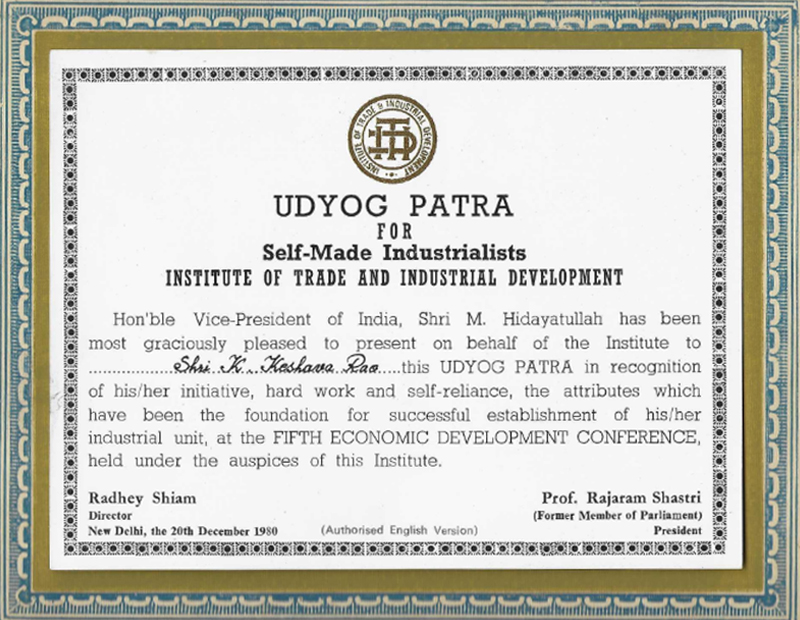 INSTITUTE OF TRADE & INDUSTRIAL DEVELOPMENT
ITID
UDYOG PATRA
FOR
Self-Made Industrialists
INSTITUTE OF TRADE AND INDUSTRIAL DEVELOPMENT
Hon'ble Vice-President of India, Shri M. Hidayatullah has been
most graciously pleased to present on behalf of the Institute to
................Shri. K.. Keshava. Rao....this UDYOG PATRA in recognition
of his/her initiative, hard work and self-reliance, the attributes which
have been the foundation for successful establishment of his/her
industrial unit, at the FIFTH ECONOMIC DEVELOPMENT CONFERENCE,
held under the auspices of this Institute.
Radhey Shiam
Director
New Delhi, the 20th December 1980
(Authorised English Version)
Prof. Rajaram Shastri
(Former Member of Parliament)
President